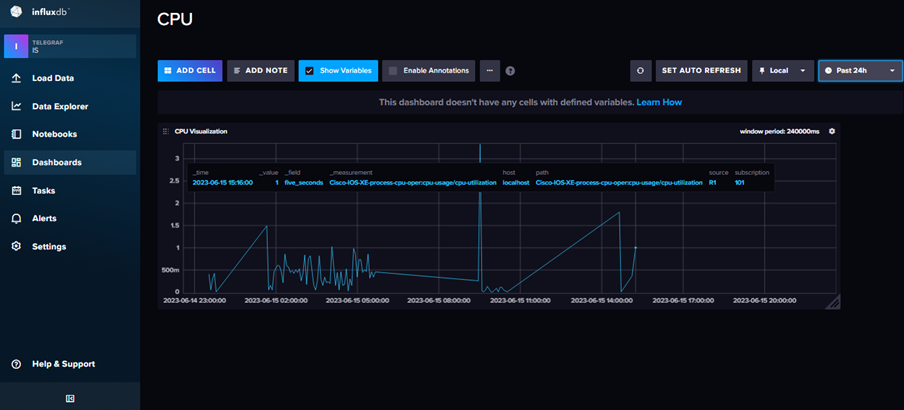 influxdb
CPU
I
TELEGRAF
IS
ADD CELL
ADD NOTE
Show Variables
Enable Annotations
SET AUTO REFRESH
Local
Past 24h
Load Data
Data Explorer
Notebooks
Dashboards
Tasks
Alerts
Settings
Help & Support
This dashboard doesn't have any cells with defined variables. Learn How
CPU Visualization
window period: 240000ms
_time _value _field _measurement host path source subscription
2023-06-15 15:16:00 1 five_seconds Cisco-IOS-XE-process-cpu-oper:cpu-usage/cpu-utilization localhost Cisco-IOS-XE-process-cpu-oper:cpu-usage/cpu-utilization R1 101
3
2.5
2
1.5
1
500m
0
2023-06-14 23:00:00 2023-06-15 02:00:00 2023-06-15 05:00:00 2023-06-15 08:00:00 2023-06-15 11:00:00 2023-06-15 14:00:00 2023-06-15 17:00:00 2023-06-15 20:00:00